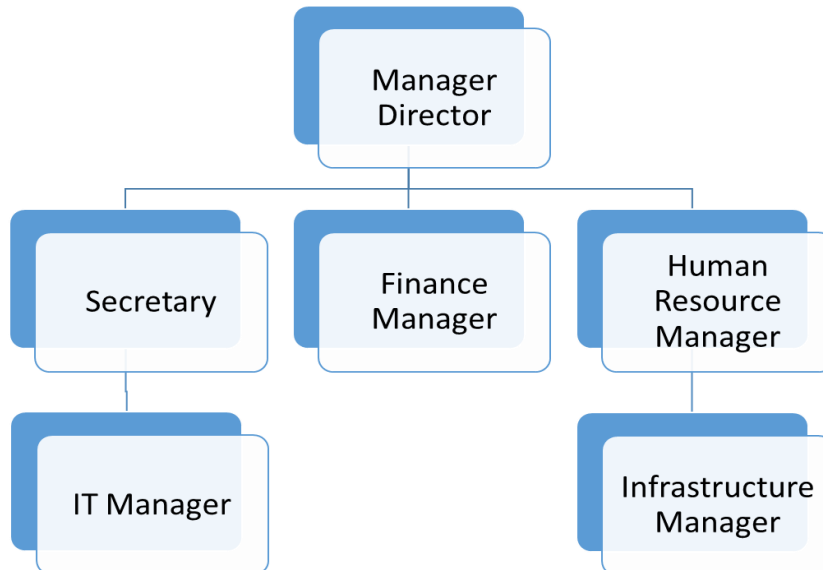 Manager
Director
Secretary
Finance
Manager
Human
Resource
Manager
IT Manager
Infrastructure
Manager